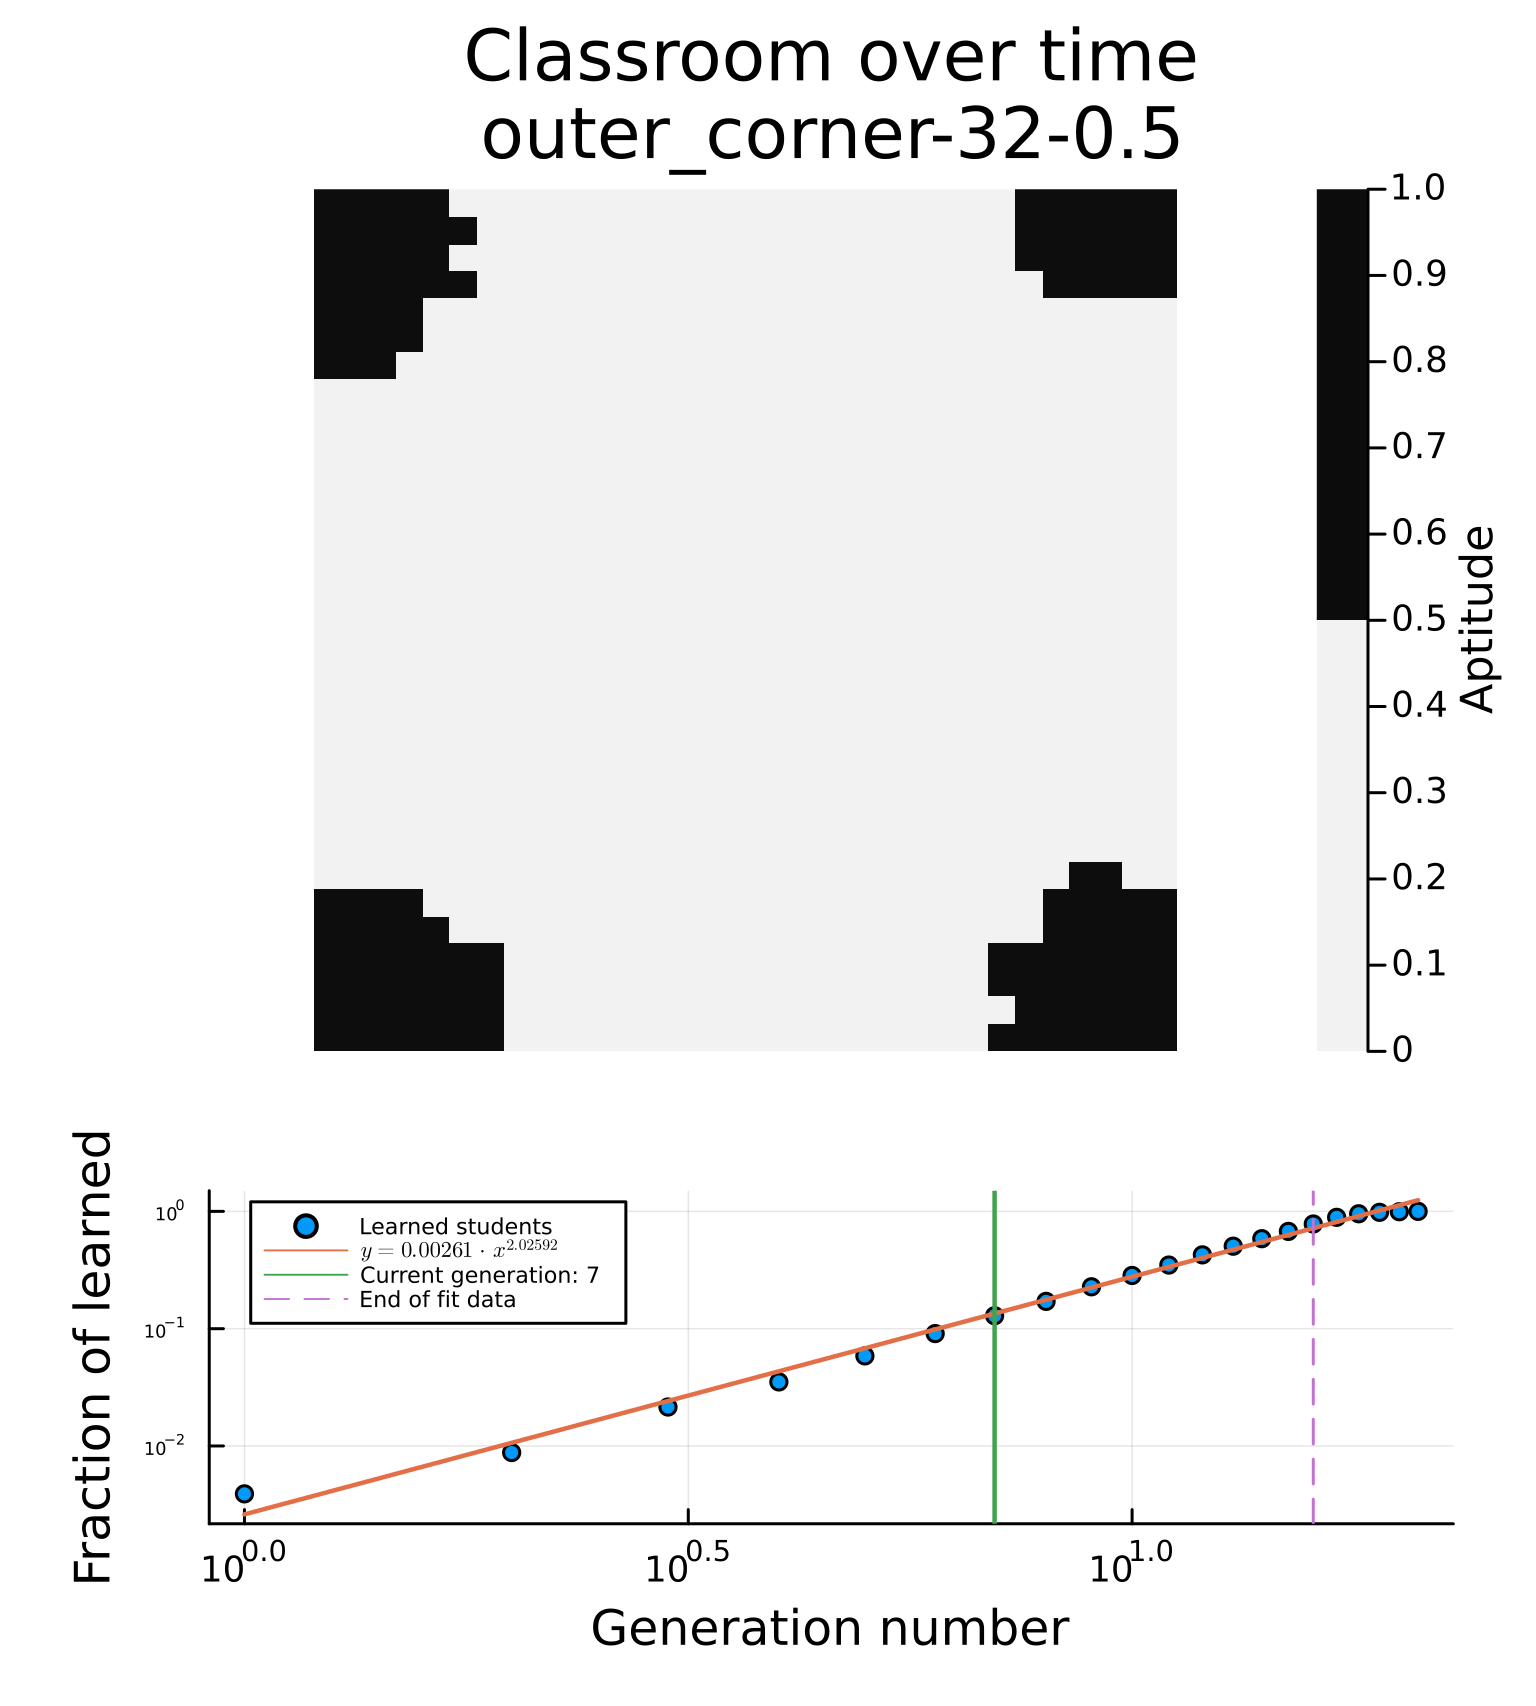 Classroom over time
outer_corner-32-0.5
1.0
0.9
0.8
0.7
0.6
0.5
0.4
0.3
0.2
0.1
0
Aptitude
Fraction of learned
10^0
10^-1
10^-2
Learned students
y = 0.00261 · x^2.02592
Current generation: 7
End of fit data
10^0.0
10^0.5
10^1.0
Generation number